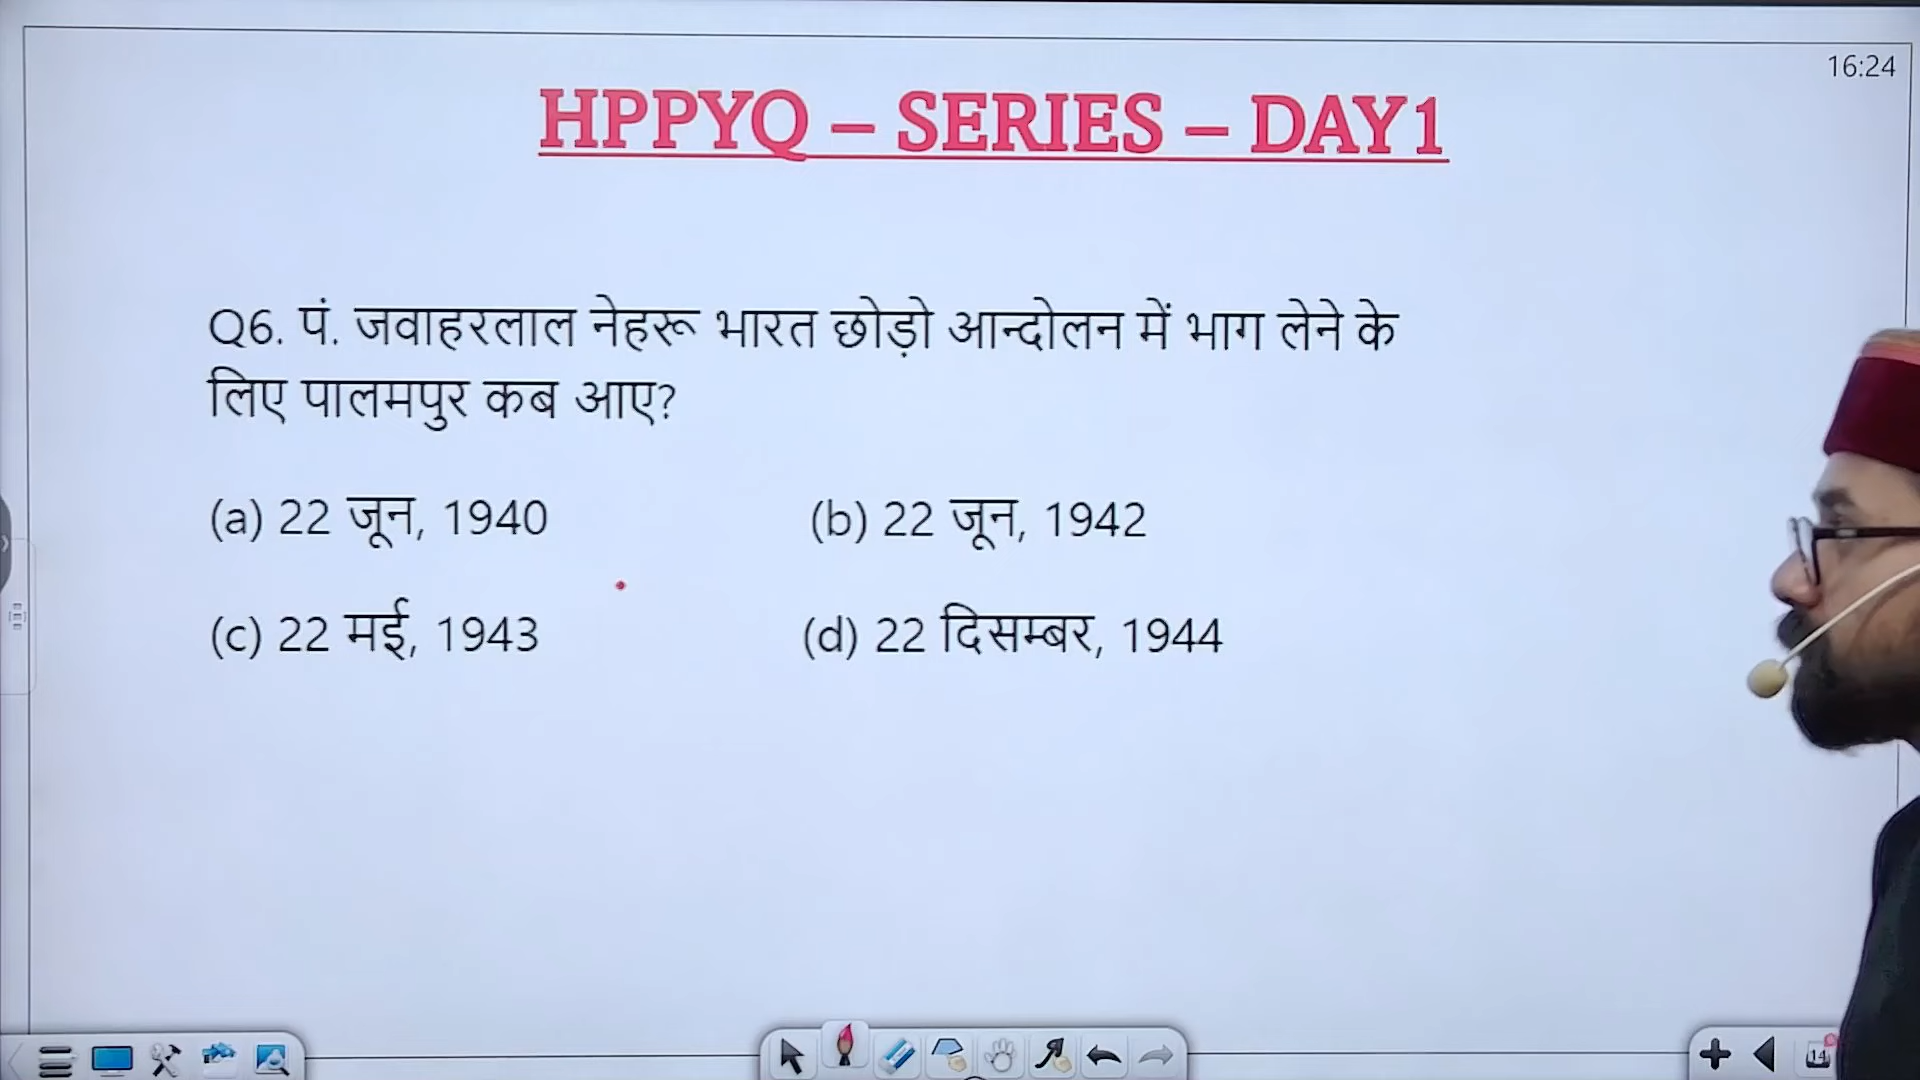 16:24
HPPYQ – SERIES – DAY1
Q6. पं. जवाहरलाल नेहरू भारत छोड़ो आन्दोलन में भाग लेने के
लिए पालमपुर कब आए?
(a) 22 जून, 1940 (b) 22 जून, 1942
(c) 22 मई, 1943 (d) 22 दिसम्बर, 1944
14